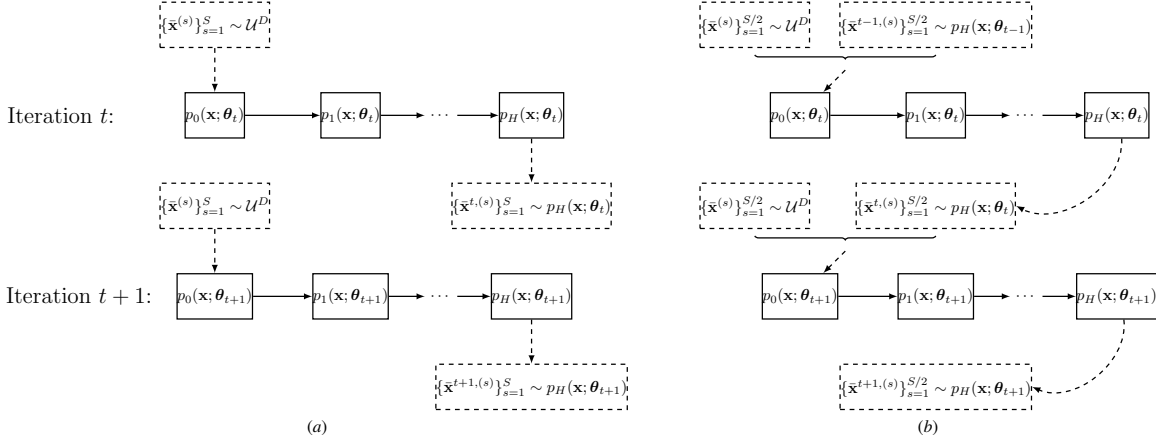 {x̄^(s)}_{s=1}^{S} ∼ 𝒰^D
{x̄^(s)}_{s=1}^{S/2} ∼ 𝒰^D {x̄^{t−1,(s)}}_{s=1}^{S/2} ∼ p_H(x; θ_{t−1})
Iteration t: p_0(x; θ_t) p_1(x; θ_t) ··· p_H(x; θ_t)
p_0(x; θ_t) p_1(x; θ_t) ··· p_H(x; θ_t)
{x̄^(s)}_{s=1}^{S} ∼ 𝒰^D {x̄^{t,(s)}}_{s=1}^{S} ∼ p_H(x; θ_t)
{x̄^(s)}_{s=1}^{S/2} ∼ 𝒰^D {x̄^{t,(s)}}_{s=1}^{S/2} ∼ p_H(x; θ_t)
Iteration t + 1: p_0(x; θ_{t+1}) p_1(x; θ_{t+1}) ··· p_H(x; θ_{t+1})
p_0(x; θ_{t+1}) p_1(x; θ_{t+1}) ··· p_H(x; θ_{t+1})
{x̄^{t+1,(s)}}_{s=1}^{S} ∼ p_H(x; θ_{t+1})
{x̄^{t+1,(s)}}_{s=1}^{S/2} ∼ p_H(x; θ_{t+1})
(a)
(b)